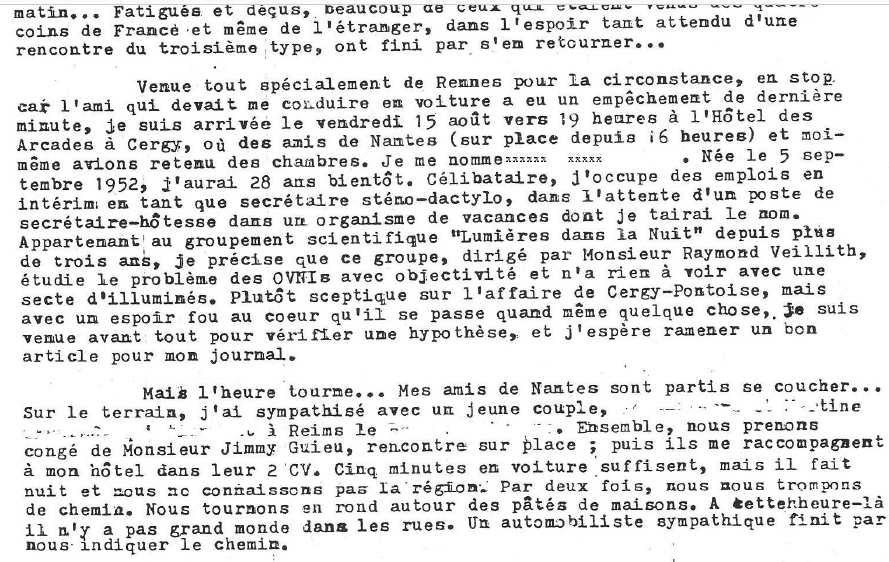 matin... Fatigués et déçus, beaucoup de ceux qui étaient venus des quatre
coins de France et même de l'étranger, dans l'espoir tant attendu d'une
rencontre du troisième type, ont fini par s'en retourner...
Venue tout spécialement de Rennes pour la circonstance, en stop
car l'ami qui devait me conduire en voiture a eu un empêchement de dernière
minute, je suis arrivée le vendredi 15 août vers 19 heures à l'Hôtel des
Arcades à Cergy, où des amis de Nantes (sur place depuis 16 heures) et moi-
même avions retenu des chambres. Je me nomme xxxxxx xxxxx . Née le 5 sep-
tembre 1952, j'aurai 28 ans bientôt. Célibataire, j'occupe des emplois en
intérim en tant que secrétaire sténo-dactylo, dans l'attente d'un poste de
secrétaire-hôtesse dans un organisme de vacances dont je tairai le nom.
Appartenant au groupement scientifique "Lumières dans la Nuit" depuis plus
de trois ans, je précise que ce groupe, dirigé par Monsieur Raymond Veillith,
étudie le problème des OVNIs avec objectivité et n'a rien à voir avec une
secte d'illuminés. Plutôt sceptique sur l'affaire de Cergy-Pontoise, mais
avec un espoir fou au coeur qu'il se passe quand même quelque chose, je suis
venue avant tout pour vérifier une hypothèse, et j'espère ramener un bon
article pour mon journal.
Mais l'heure tourne... Mes amis de Nantes sont partis se coucher...
Sur le terrain, j'ai sympathisé avec un jeune couple, tine
à Reims le . Ensemble, nous prenons
congé de Monsieur Jimmy Guieu, rencontre sur place ; puis ils me raccompagnent
à mon hôtel dans leur 2 CV. Cinq minutes en voiture suffisent, mais il fait
nuit et nous ne connaissons pas la région. Par deux fois, nous nous trompons
de chemin. Nous tournons en rond autour des pâtés de maisons. A cettehheure-là
il n'y a pas grand monde dans les rues. Un automobiliste sympathique finit par
nous indiquer le chemin.